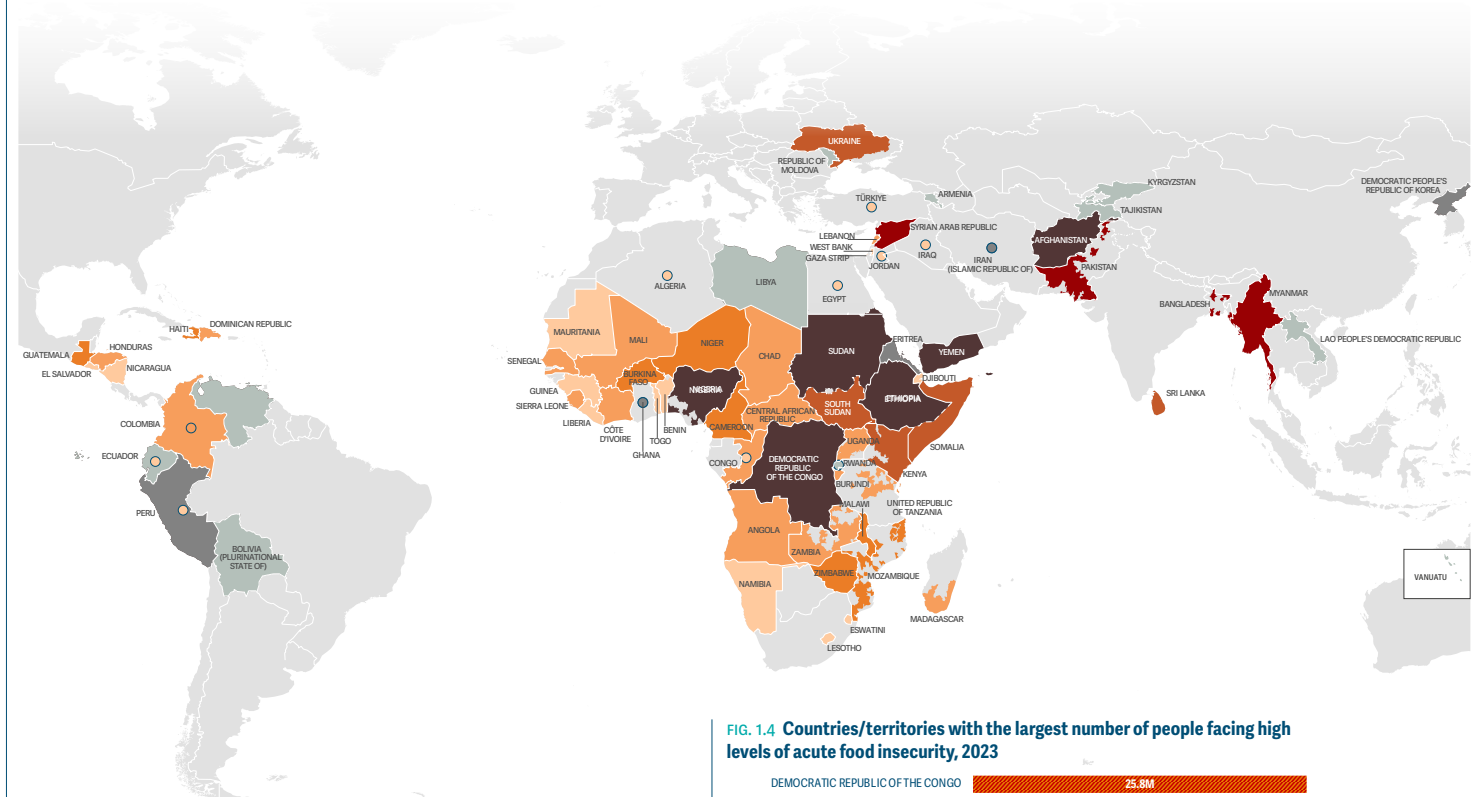 UKRAINE
REPUBLIC OF
MOLDOVA
KYRGYZSTAN
DEMOCRATIC PEOPLE'S
REPUBLIC OF KOREA
ARMENIA
TÜRKIYE
TAJIKISTAN
SYRIAN ARAB REPUBLIC
LEBANON
AFGHANISTAN
WEST BANK
GAZA STRIP
JORDAN
IRAQ
IRAN
(ISLAMIC REPUBLIC OF)
PAKISTAN
ALGERIA
LIBYA
EGYPT
BANGLADESH
MYANMAR
HAITI
DOMINICAN REPUBLIC
MAURITANIA
MALI
NIGER
CHAD
SUDAN
ERITREA
YEMEN
LAO PEOPLE'S DEMOCRATIC REPUBLIC
GUATEMALA
HONDURAS
EL SALVADOR
NICARAGUA
SENEGAL
BURKINA
FASO
NIGERIA
DJIBOUTI
ETHIOPIA
GUINEA
SIERRA LEONE
LIBERIA
CÔTE
D'IVOIRE
GHANA
TOGO
BENIN
CAMEROON
CENTRAL AFRICAN
REPUBLIC
SOUTH
SUDAN
SRI LANKA
COLOMBIA
ECUADOR
PERU
BOLIVIA
(PLURINATIONAL
STATE OF)
CONGO
DEMOCRATIC
REPUBLIC
OF THE CONGO
UGANDA
SOMALIA
RWANDA
KENYA
BURUNDI
MALAWI
UNITED REPUBLIC
OF TANZANIA
ANGOLA
ZAMBIA
ZIMBABWE
MOZAMBIQUE
NAMIBIA
MADAGASCAR
ESWATINI
LESOTHO
VANUATU
FIG. 1.4 Countries/territories with the largest number of people facing high
levels of acute food insecurity, 2023
DEMOCRATIC REPUBLIC OF THE CONGO 25.8M